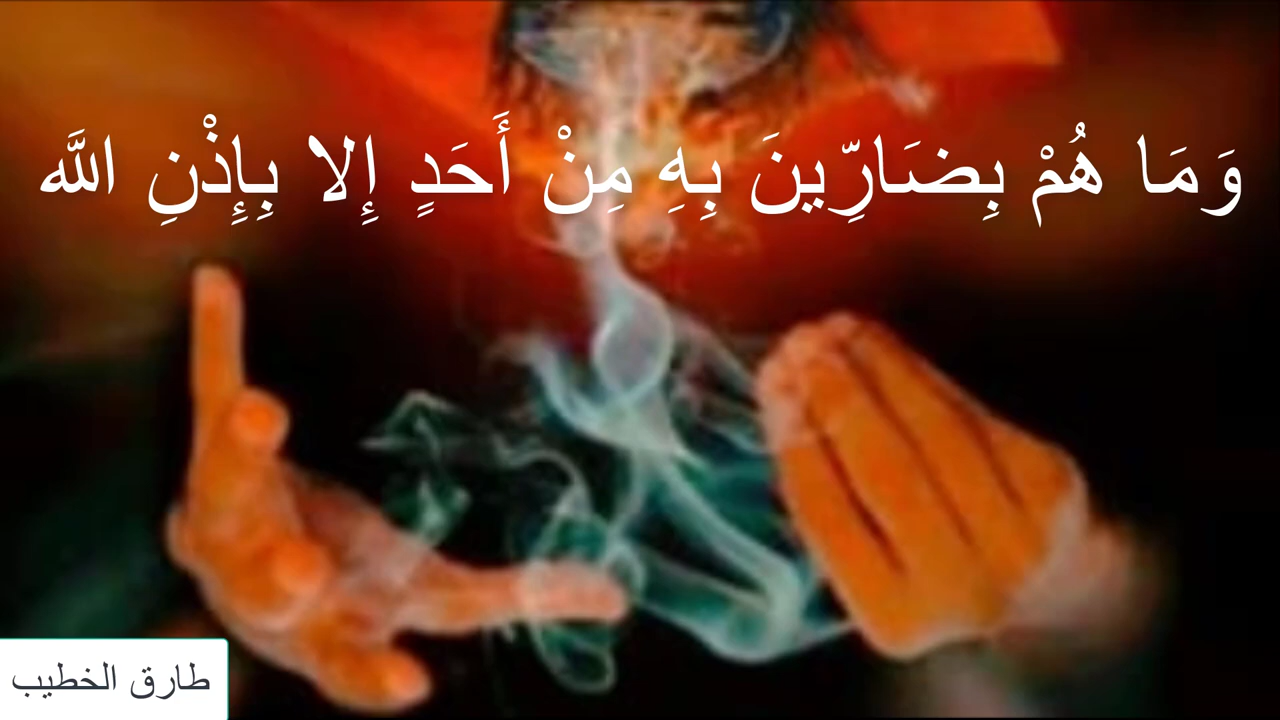 وَمَا هُمْ بِضَارِّينَ بِهِ مِنْ أَحَدٍ إِلا بِإِذْنِ اللَّه
طارق الخطيب